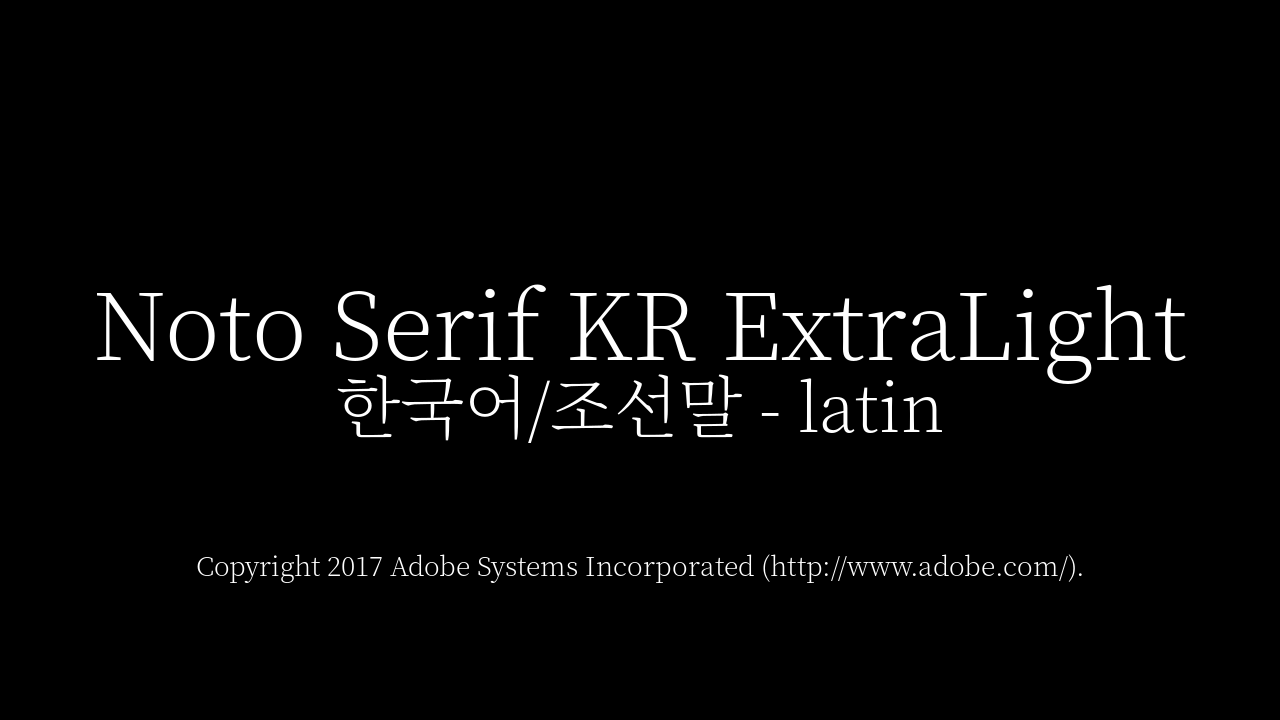 Noto Serif KR ExtraLight
한국어/조선말 - latin
Copyright 2017 Adobe Systems Incorporated (http://www.adobe.com/).